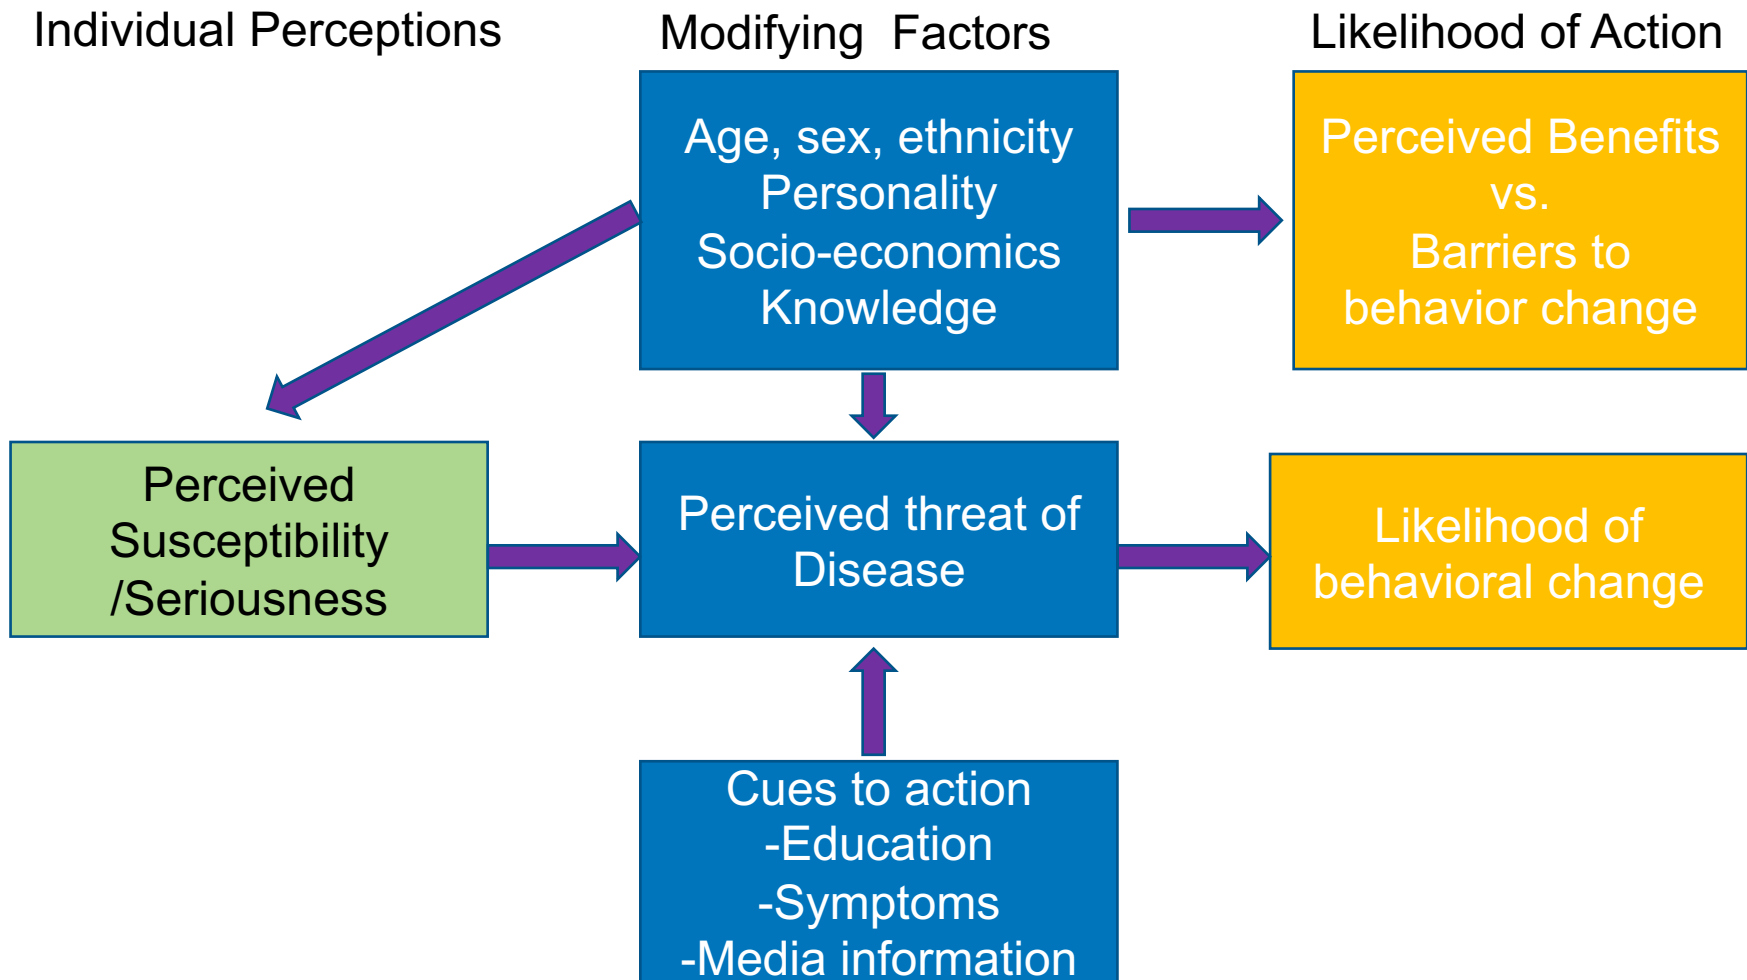 Individual Perceptions
Modifying  Factors
Likelihood of Action
Age, sex, ethnicity
Personality
Socio-economics
Knowledge
Perceived Benefits
vs.
Barriers to
behavior change
Perceived
Susceptibility
/Seriousness
Perceived threat of
Disease
Likelihood of
behavioral change
Cues to action
-Education
-Symptoms
-Media information